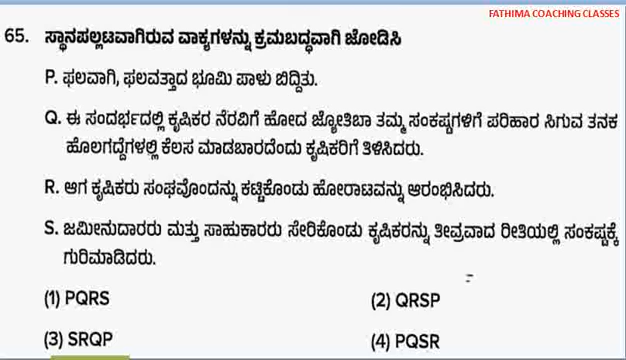 FATHIMA COACHING CLASSES
65. ಸ್ಥಾನಪಲ್ಲಟವಾಗಿರುವ ವಾಕ್ಯಗಳನ್ನು ಕ್ರಮಬದ್ಧವಾಗಿ ಜೋಡಿಸಿ
P. ಫಲವಾಗಿ, ಫಲವತ್ತಾದ ಭೂಮಿ ಪಾಳು ಬಿದ್ದಿತು.
Q. ಈ ಸಂದರ್ಭದಲ್ಲಿ ಕೃಷಿಕರ ನೆರವಿಗೆ ಹೋದ ಜ್ಯೋತಿಬಾ ತಮ್ಮ ಸಂಕಷ್ಟಗಳಿಗೆ ಪರಿಹಾರ ಸಿಗುವ ತನಕ
ಹೊಲಗದ್ದೆಗಳಲ್ಲಿ ಕೆಲಸ ಮಾಡಬಾರದೆಂದು ಕೃಷಿಕರಿಗೆ ತಿಳಿಸಿದರು.
R. ಆಗ ಕೃಷಿಕರು ಸಂಘವೊಂದನ್ನು ಕಟ್ಟಿಕೊಂಡು ಹೋರಾಟವನ್ನು ಆರಂಭಿಸಿದರು.
S. ಜಮೀನುದಾರರು ಮತ್ತು ಸಾಹುಕಾರರು ಸೇರಿಕೊಂಡು ಕೃಷಿಕರನ್ನು ತೀವ್ರವಾದ ರೀತಿಯಲ್ಲಿ ಸಂಕಷ್ಟಕ್ಕೆ
ಗುರಿಮಾಡಿದರು.
(1) PQRS (2) QRSP
(3) SRQP (4) PQSR